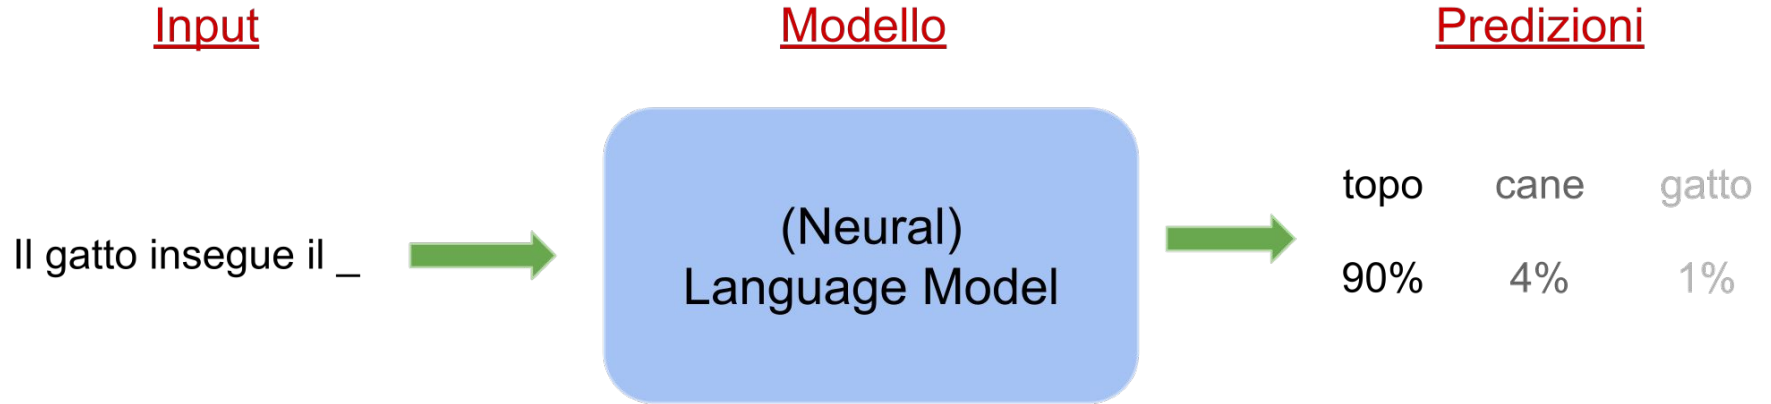 Input
Modello
Predizioni
Il gatto insegue il _
(Neural)
Language Model
topo cane gatto
90% 4% 1%